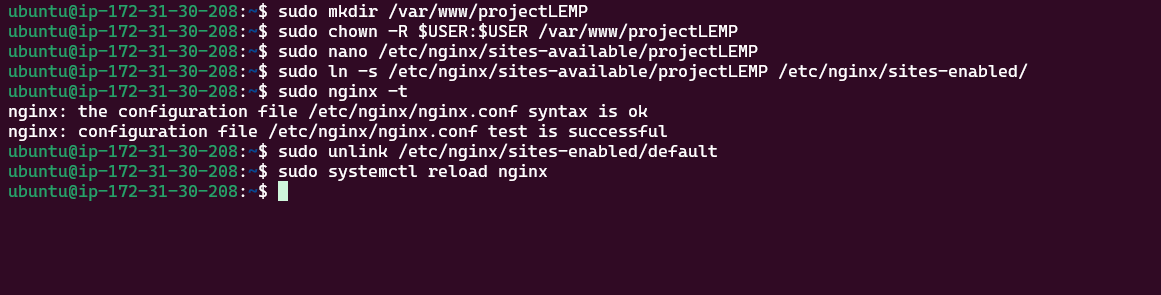 ubuntu@ip-172-31-30-208:~$ sudo mkdir /var/www/projectLEMP
ubuntu@ip-172-31-30-208:~$ sudo chown -R $USER:$USER /var/www/projectLEMP
ubuntu@ip-172-31-30-208:~$ sudo nano /etc/nginx/sites-available/projectLEMP
ubuntu@ip-172-31-30-208:~$ sudo ln -s /etc/nginx/sites-available/projectLEMP /etc/nginx/sites-enabled/
ubuntu@ip-172-31-30-208:~$ sudo nginx -t
nginx: the configuration file /etc/nginx/nginx.conf syntax is ok
nginx: configuration file /etc/nginx/nginx.conf test is successful
ubuntu@ip-172-31-30-208:~$ sudo unlink /etc/nginx/sites-enabled/default
ubuntu@ip-172-31-30-208:~$ sudo systemctl reload nginx
ubuntu@ip-172-31-30-208:~$